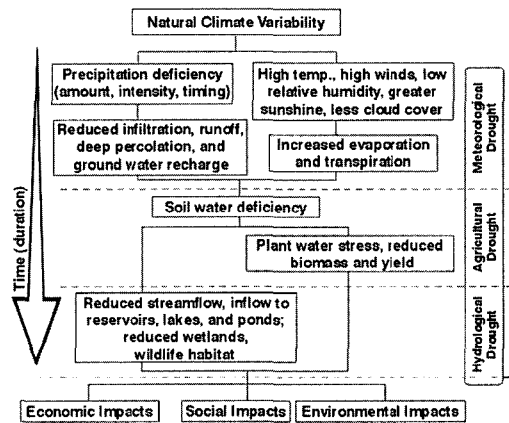 Natural Climate Variability
Precipitation deficiency
(amount, intensity, timing)
High temp., high winds, low
relative humidity, greater
sunshine, less cloud cover
Reduced infiltration, runoff,
deep percolation, and
ground water recharge
Increased evaporation
and transpiration
Meteorological
Drought
Soil water deficiency
Plant water stress, reduced
biomass and yield
Agricultural
Drought
Time (duration)
Reduced streamflow, inflow to
reservoirs, lakes, and ponds;
reduced wetlands,
wildlife habitat
Hydrological
Drought
Economic Impacts
Social Impacts
Environmental Impacts